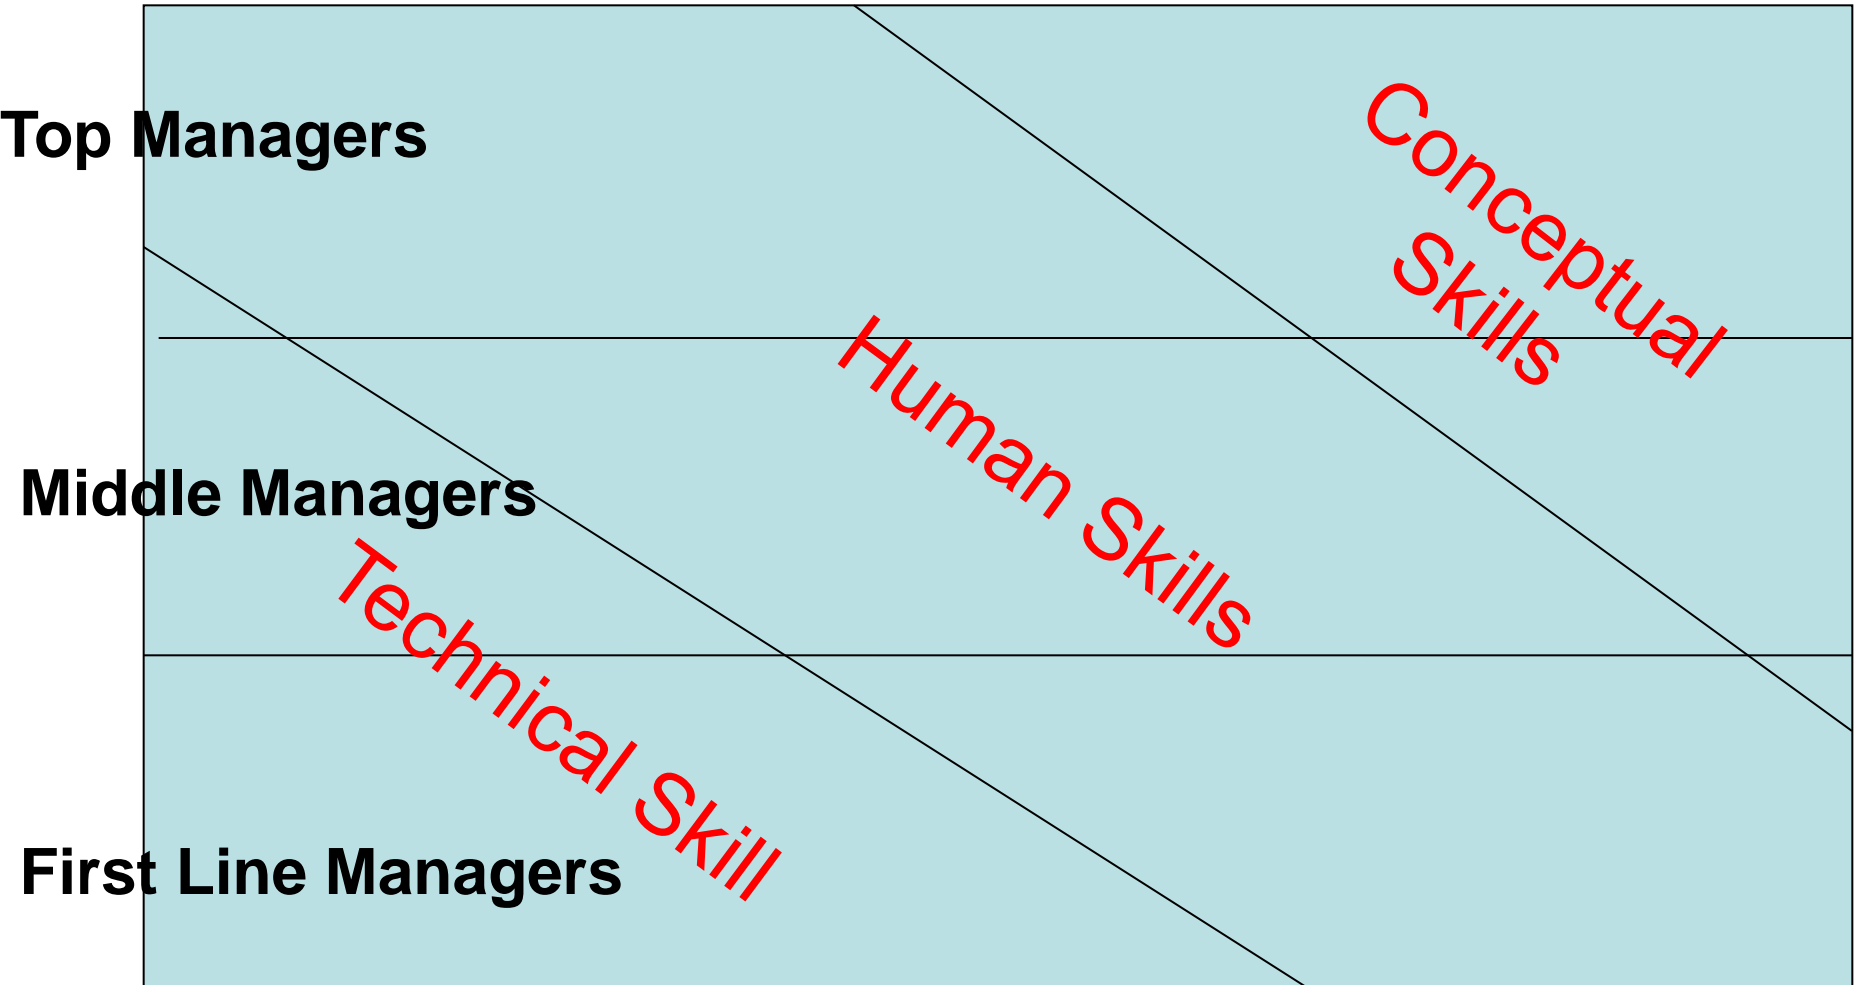 Top Managers
Conceptual
Skills
Human Skills
Middle Managers
Technical Skill
First Line Managers